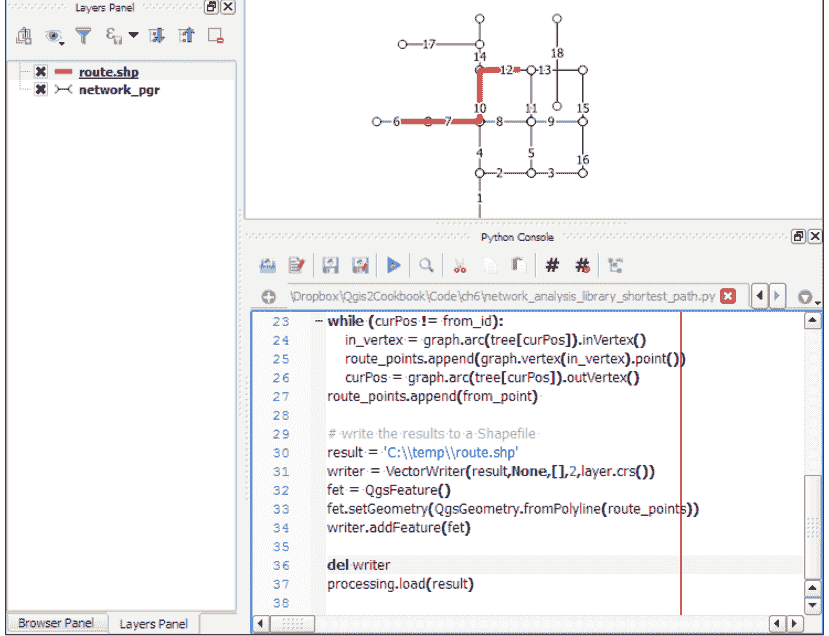 Layers Panel
route.shp
network_pgr
17
14
18
12
13
10
11
15
6
7
8
9
4
5
16
2
3
1
Python Console
\Dropbox\Qgis2Cookbook\Code\ch6\network_analysis_library_shortest_path.py
23 while (curPos != from_id):
24 in_vertex = graph.arc(tree[curPos]).inVertex()
25 route_points.append(graph.vertex(in_vertex).point())
26 curPos = graph.arc(tree[curPos]).outVertex()
27 route_points.append(from_point)
28
29 # write the results to a Shapefile
30 result = 'C:\\temp\\route.shp'
31 writer = VectorWriter(result,None,[],2,layer.crs())
32 fet = QgsFeature()
33 fet.setGeometry(QgsGeometry.fromPolyline(route_points))
34 writer.addFeature(fet)
35
36 del writer
37 processing.load(result)
38
Browser Panel Layers Panel